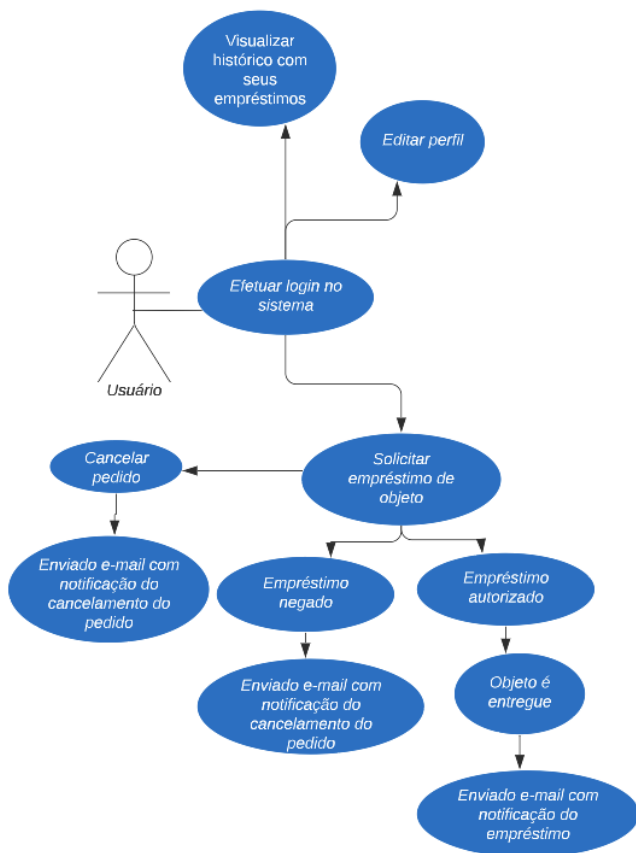 Visualizar
histórico com
seus
empréstimos
Editar perfil
Efetuar login no
sistema
Usuário
Cancelar
pedido
Solicitar
empréstimo de
objeto
Enviado e-mail com
notificação do
cancelamento do
pedido
Empréstimo
negado
Empréstimo
autorizado
Enviado e-mail com
notificação do
cancelamento do
pedido
Objeto é
entregue
Enviado e-mail com
notificação do
empréstimo